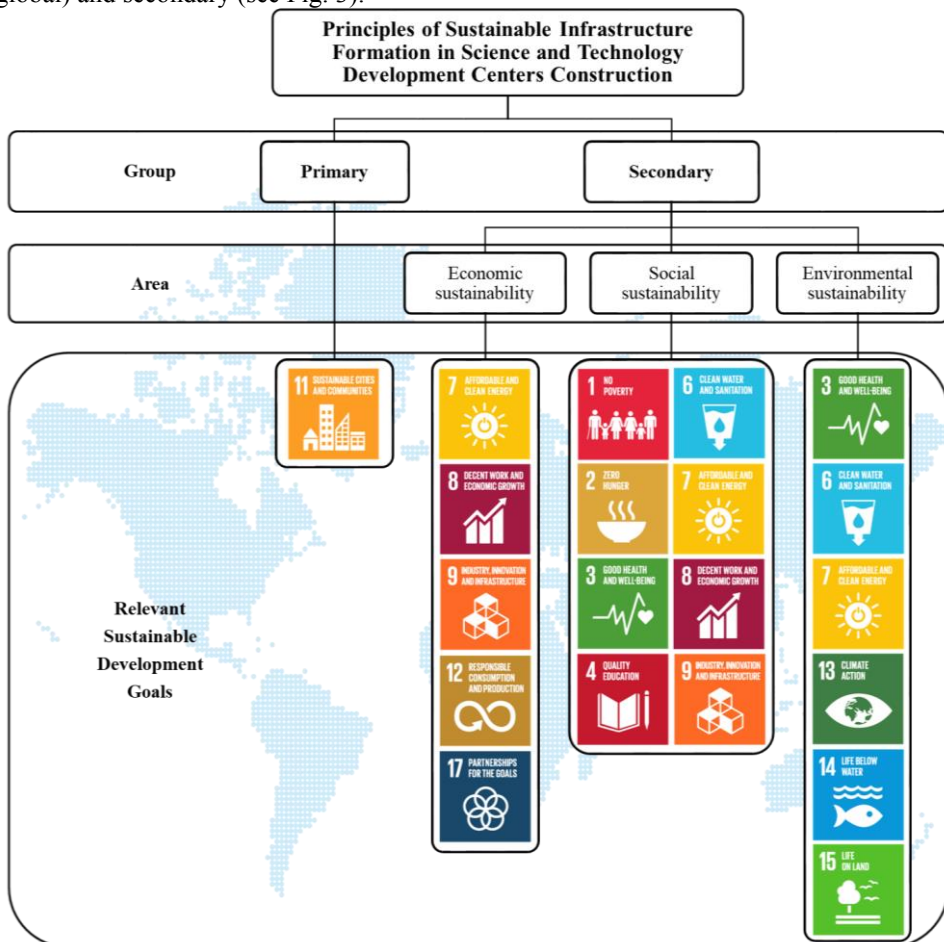 global) and secondary (see Fig. 3).
Principles of Sustainable Infrastructure
Formation in Science and Technology
Development Centers Construction
Group
Primary
Secondary
Area
Economic
sustainability
Social
sustainability
Environmental
sustainability
Relevant
Sustainable
Development
Goals
11 SUSTAINABLE CITIES
AND COMMUNITIES
7 AFFORDABLE AND
CLEAN ENERGY
8 DECENT WORK AND
ECONOMIC GROWTH
9 INDUSTRY, INNOVATION
AND INFRASTRUCTURE
12 RESPONSIBLE
CONSUMPTION
AND PRODUCTION
17 PARTNERSHIPS
FOR THE GOALS
1 NO
POVERTY
6 CLEAN WATER
AND SANITATION
2 ZERO
HUNGER
7 AFFORDABLE AND
CLEAN ENERGY
3 GOOD HEALTH
AND WELL-BEING
8 DECENT WORK AND
ECONOMIC GROWTH
4 QUALITY
EDUCATION
9 INDUSTRY, INNOVATION
AND INFRASTRUCTURE
3 GOOD HEALTH
AND WELL-BEING
6 CLEAN WATER
AND SANITATION
7 AFFORDABLE AND
CLEAN ENERGY
13 CLIMATE
ACTION
14 LIFE BELOW
WATER
15 LIFE
ON LAND